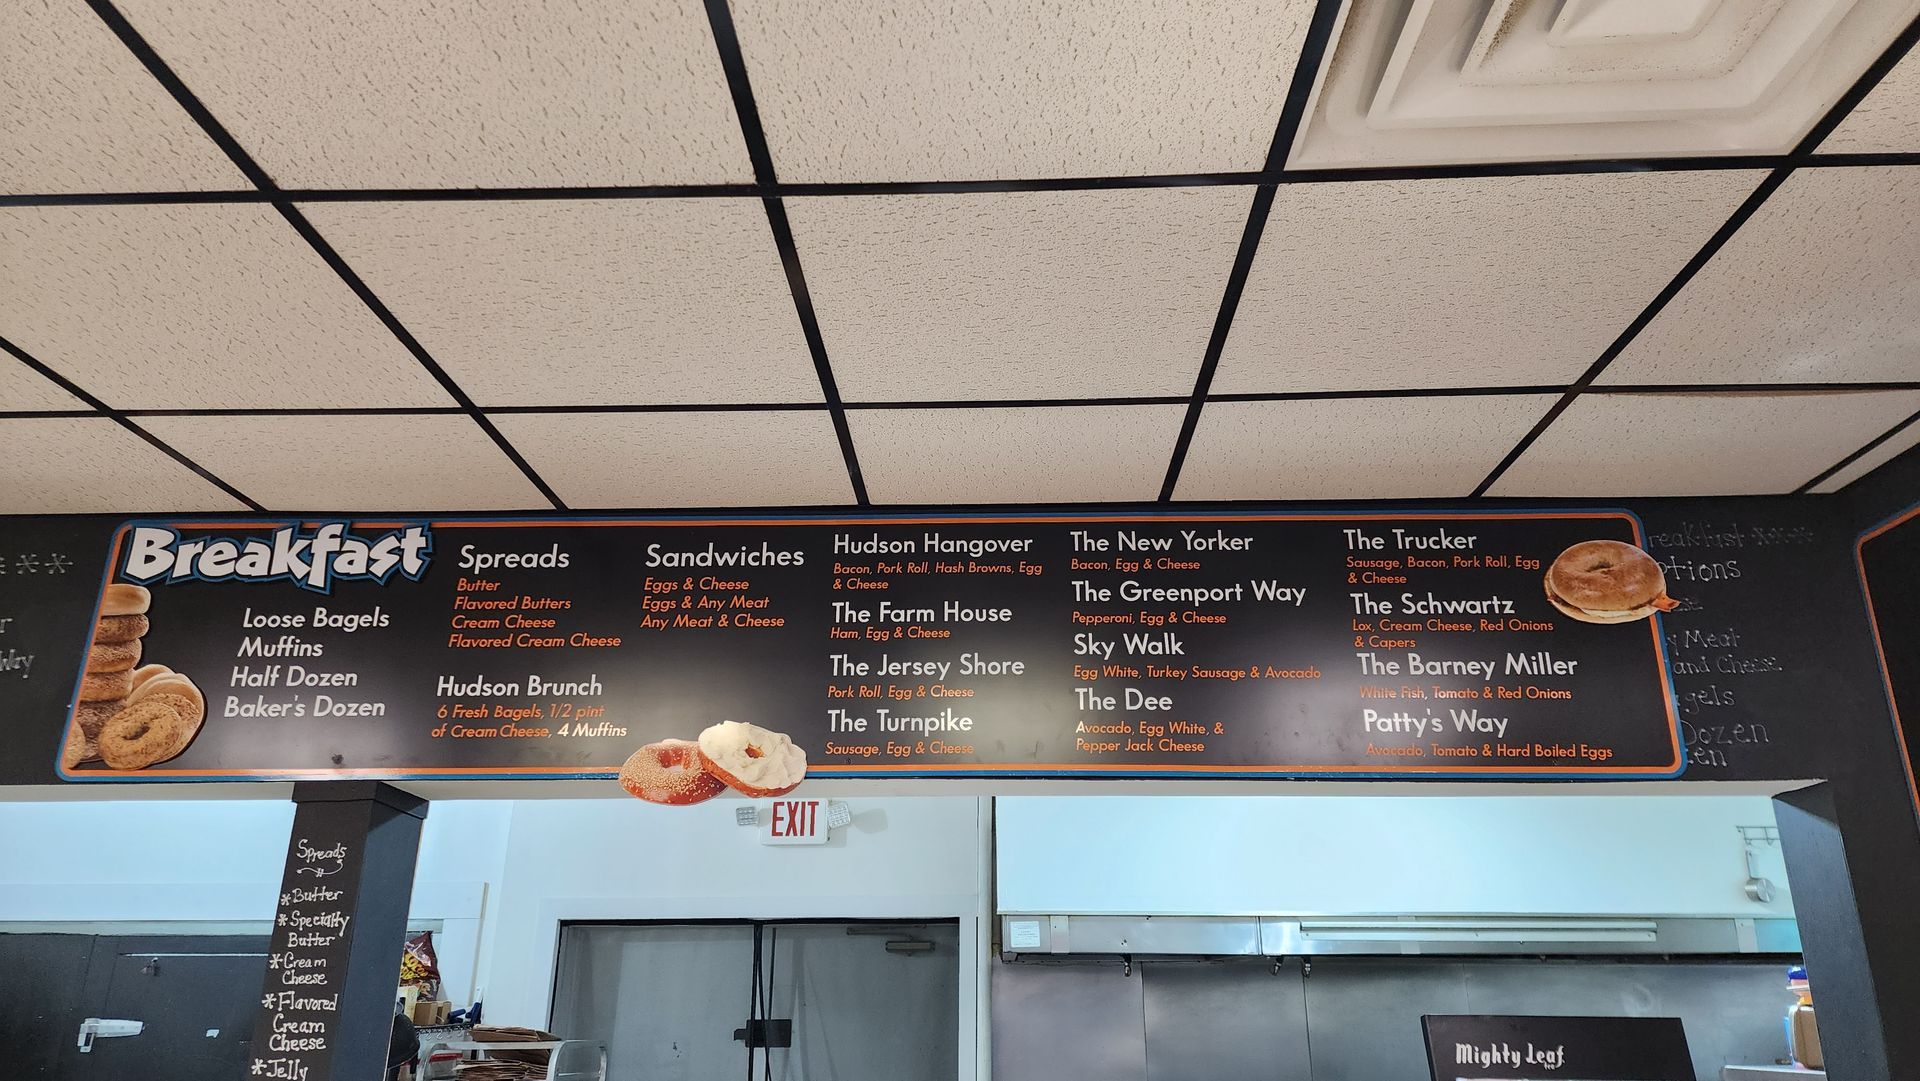 Breakfast
Loose Bagels
Muffins
Half Dozen
Baker's Dozen
Spreads
Butter
Flavored Butters
Cream Cheese
Flavored Cream Cheese
Hudson Brunch
6 Fresh Bagels, 1/2 pint
of Cream Cheese, 4 Muffins
Sandwiches
Eggs & Cheese
Eggs & Any Meat
Any Meat & Cheese
Hudson Hangover
Bacon, Pork Roll, Hash Browns, Egg
& Cheese
The Farm House
Ham, Egg & Cheese
The Jersey Shore
Pork Roll, Egg & Cheese
The Turnpike
Sausage, Egg & Cheese
The New Yorker
Bacon, Egg & Cheese
The Greenport Way
Pepperoni, Egg & Cheese
Sky Walk
Egg White, Turkey Sausage & Avocado
The Dee
Avocado, Egg White, &
Pepper Jack Cheese
The Trucker
Sausage, Bacon, Pork Roll, Egg
& Cheese
The Schwartz
Lox, Cream Cheese, Red Onions
& Capers
The Barney Miller
White Fish, Tomato & Red Onions
Patty's Way
Avocado, Tomato & Hard Boiled Eggs
Meat
and Cheese
EXIT
Spreads
*Butter
*Specialty
Butter
*Cream
Cheese
*Flavored
Cream
Cheese
*Jelly
Mighty Leaf
TEA